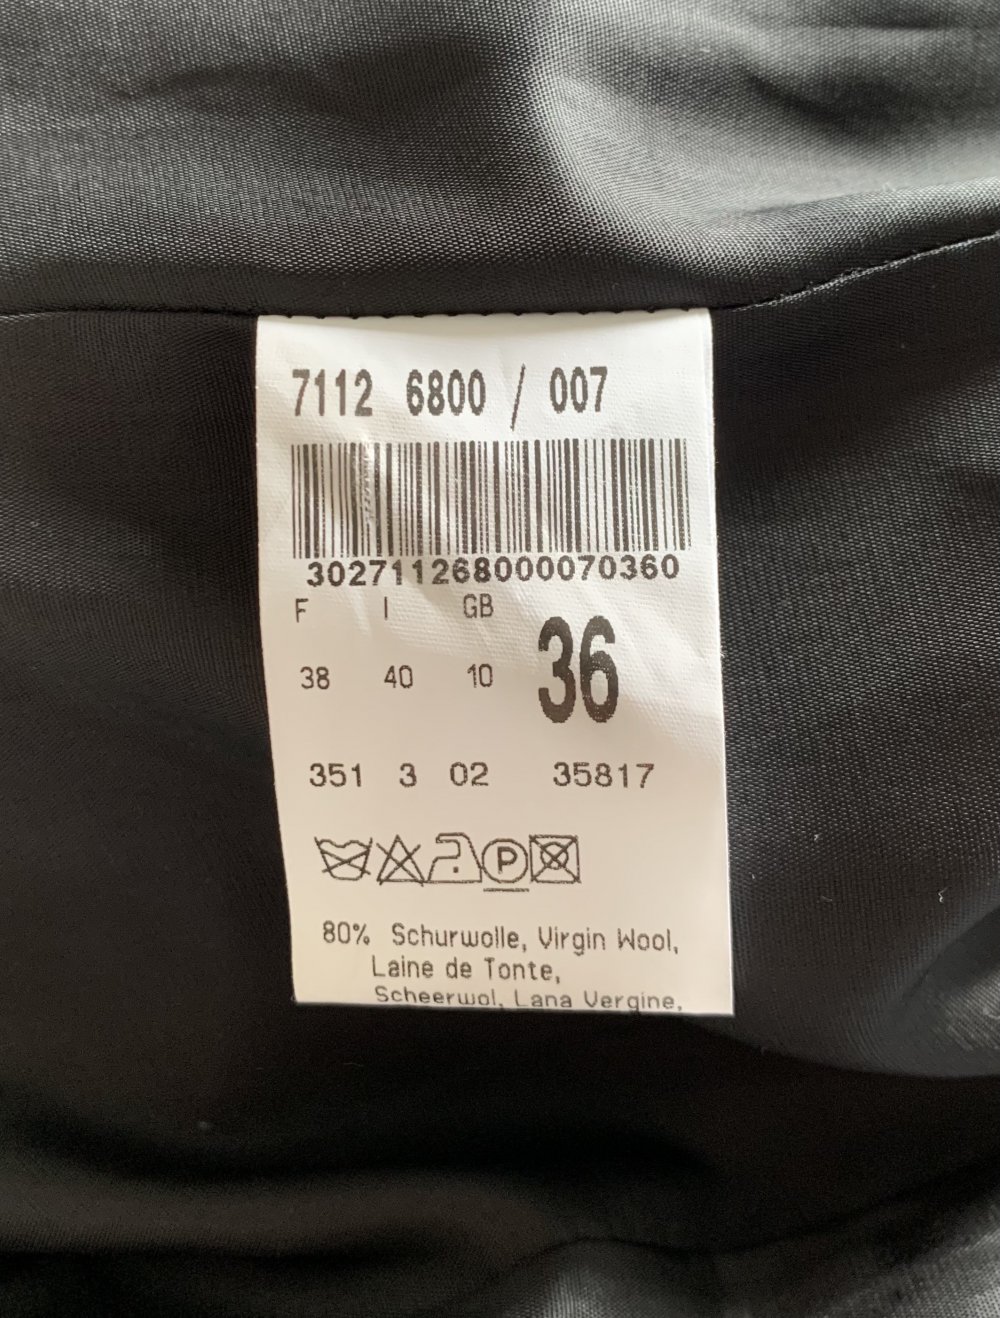 7112 6800 / 007
302711268000070360
F I GB
38 40 10
36
351 3 02 35817
P
80% Schurwolle, Virgin Wool,
Laine de Tonte,
Scheerwol, Lana Vergine,